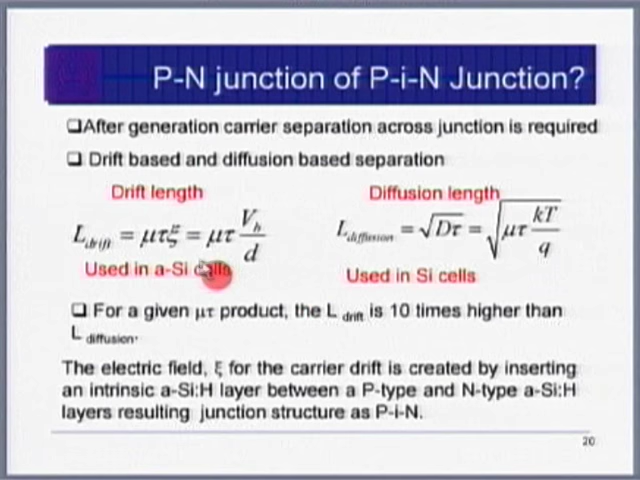 P-N junction of P-i-N Junction?
❑After generation carrier separation across junction is required
❑ Drift based and diffusion based separation
Drift length
Diffusion length
L_drift = μτξ = μτ V_b/d
L_diffusion = √Dτ = √(μτ kT/q)
Used in a-Si cells
Used in Si cells
❑ For a given μτ product, the L drift is 10 times higher than
L diffusion.
The electric field, ξ for the carrier drift is created by inserting
an intrinsic a-Si:H layer between a P-type and N-type a-Si:H
layers resulting junction structure as P-i-N.
20